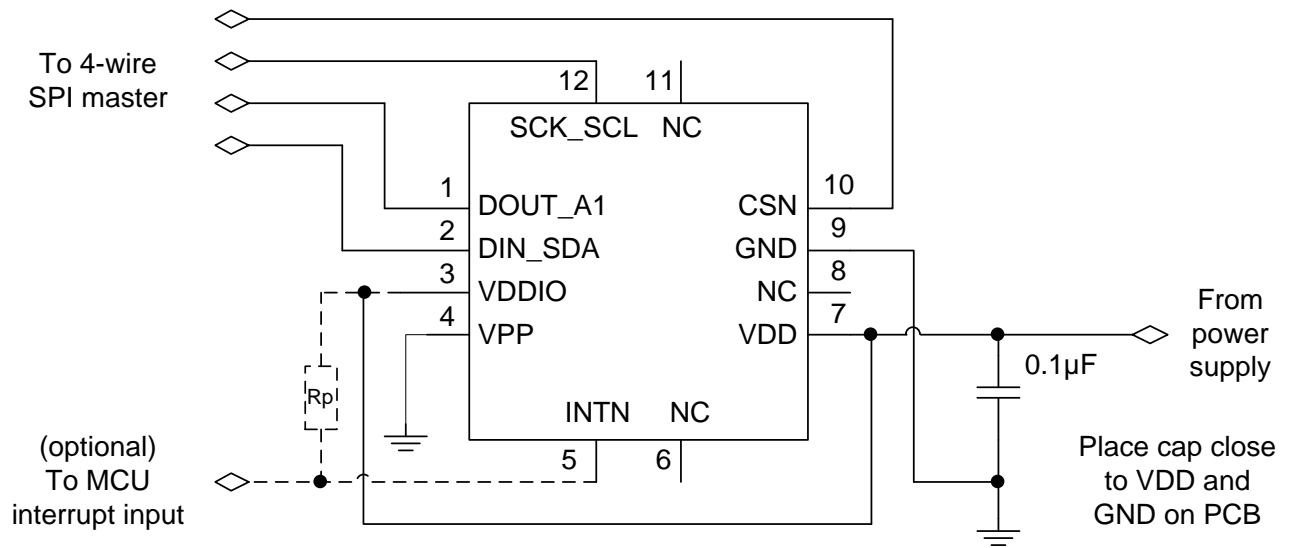 To 4-wire
SPI master
12
11
SCK_SCL
NC
1
DOUT_A1
2
DIN_SDA
3
VDDIO
4
VPP
10
CSN
9
GND
8
NC
7
VDD
INTN
NC
5
6
Rp
(optional)
To MCU
interrupt input
0.1µF
From
power
supply
Place cap close
to VDD and
GND on PCB